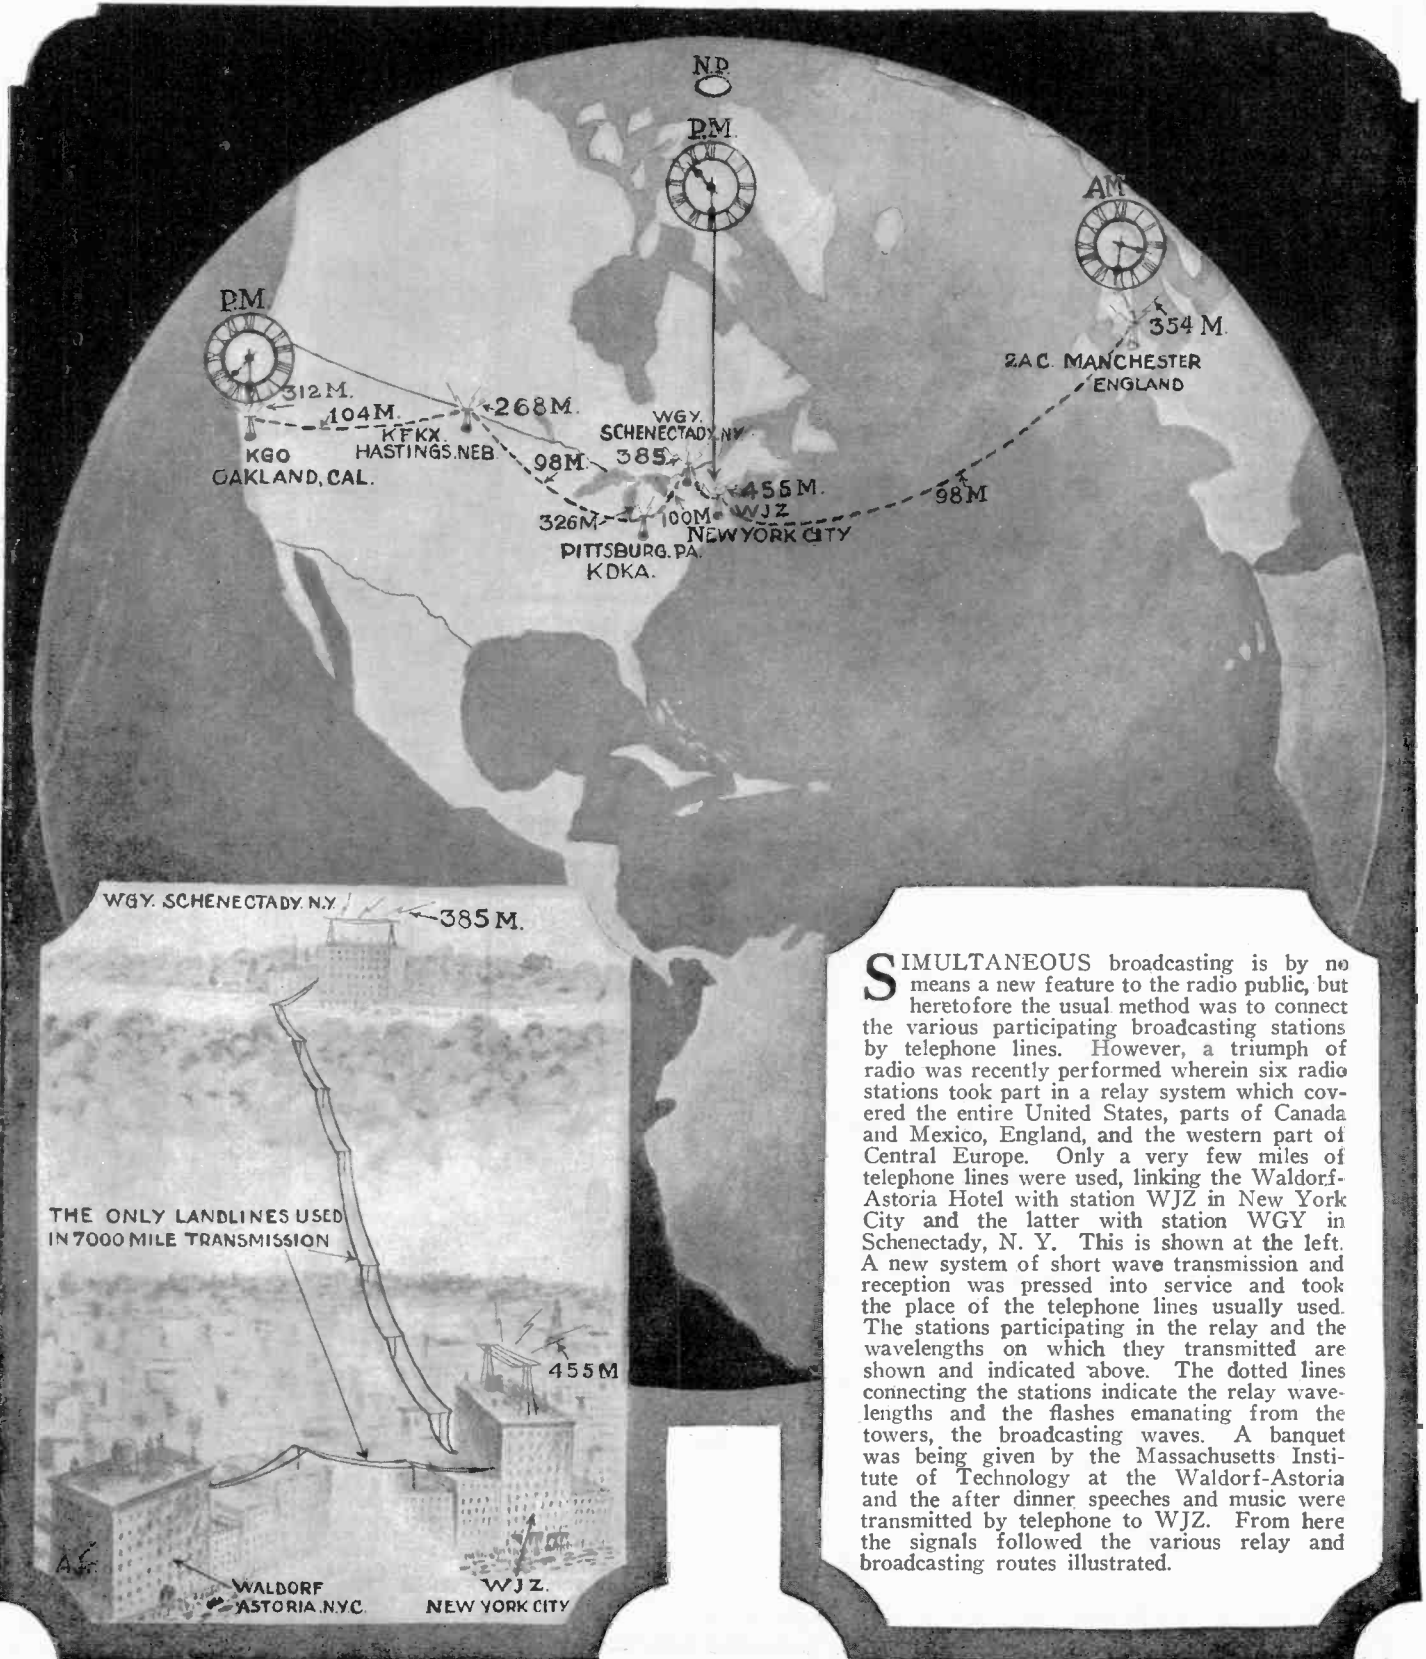 N.P.
P.M.
AM
P.M.
354 M.
2AC. MANCHESTER
ENGLAND
312 M.
104 M.
268 M.
KFKX.
HASTINGS. NEB.
KGO
OAKLAND, CAL.
WGY.
SCHENECTADY. NY
385
98M.
455M.
98M
326M
100M
WJZ
NEW YORK CITY
PITTSBURG. PA.
KDKA.
WGY. SCHENECTADY. N.Y.
385 M.
THE ONLY LANDLINES USED
IN 7000 MILE TRANSMISSION
455M
WALDORF
ASTORIA. N.Y.C.
WJZ.
NEW YORK CITY
SIMULTANEOUS broadcasting is by no
means a new feature to the radio public, but
heretofore the usual method was to connect
the various participating broadcasting stations
by telephone lines. However, a triumph of
radio was recently performed wherein six radio
stations took part in a relay system which cov-
ered the entire United States, parts of Canada
and Mexico, England, and the western part of
Central Europe. Only a very few miles of
telephone lines were used, linking the Waldorf-
Astoria Hotel with station WJZ in New York
City and the latter with station WGY in
Schenectady, N. Y. This is shown at the left.
A new system of short wave transmission and
reception was pressed into service and took
the place of the telephone lines usually used.
The stations participating in the relay and the
wavelengths on which they transmitted are
shown and indicated above. The dotted lines
connecting the stations indicate the relay wave-
lengths and the flashes emanating from the
towers, the broadcasting waves. A banquet
was being given by the Massachusetts Insti-
tute of Technology at the Waldorf-Astoria
and the after dinner speeches and music were
transmitted by telephone to WJZ. From here
the signals followed the various relay and
broadcasting routes illustrated.